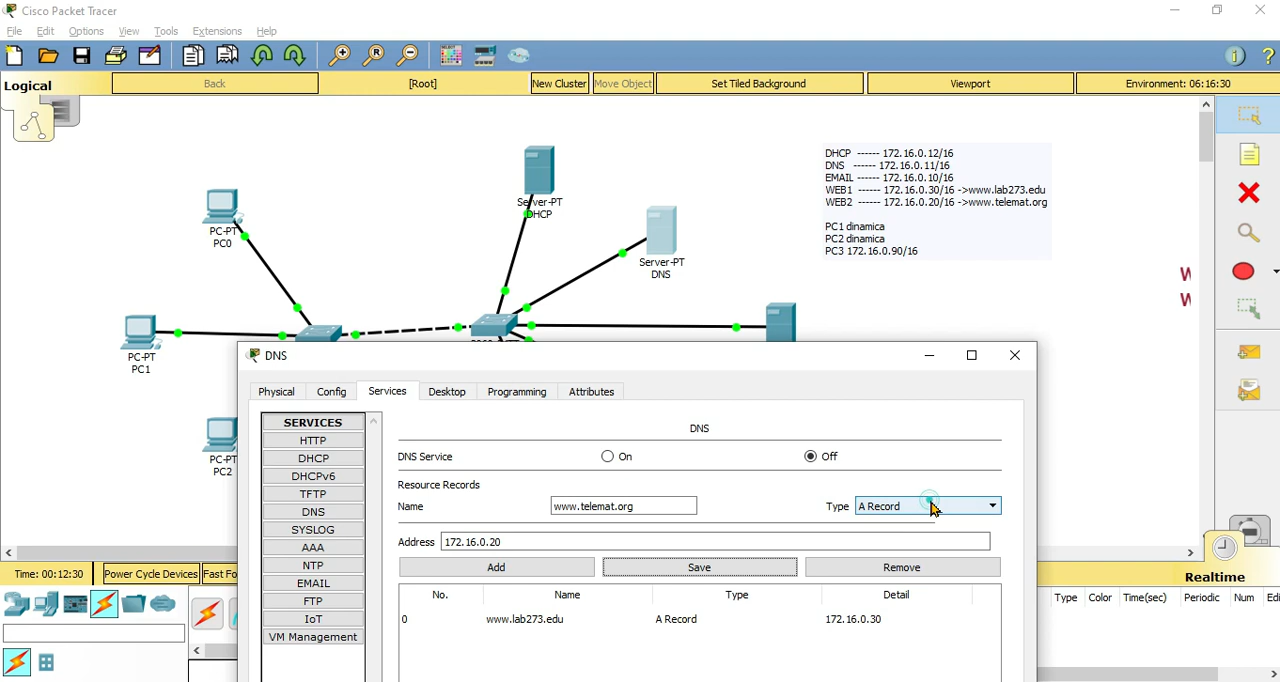 Cisco Packet Tracer
File Edit Options View Tools Extensions Help
Logical Back [Root] New Cluster Move Object Set Tiled Background Viewport Environment: 06:16:30
DHCP ------ 172.16.0.12/16
DNS ------ 172.16.0.11/16
EMAIL ------ 172.16.0.10/16
WEB1 ------ 172.16.0.30/16 ->www.lab273.edu
WEB2 ------ 172.16.0.20/16 ->www.telemat.org
PC1 dinamica
PC2 dinamica
PC3 172.16.0.90/16
Server-PT
DHCP
PC-PT
PC0
Server-PT
DNS
PC-PT
PC1
PC-PT
PC2
DNS
Physical Config Services Desktop Programming Attributes
SERVICES
HTTP
DHCP
DHCPv6
TFTP
DNS
SYSLOG
AAA
NTP
EMAIL
FTP
IoT
VM Management
DNS
DNS Service On Off
Resource Records
Name www.telemat.org Type A Record
Address 172.16.0.20
Add Save Remove
No. Name Type Detail
0 www.lab273.edu A Record 172.16.0.30
Time: 00:12:30 Power Cycle Devices Fast Fo
Realtime
Type Color Time(sec) Periodic Num Edi